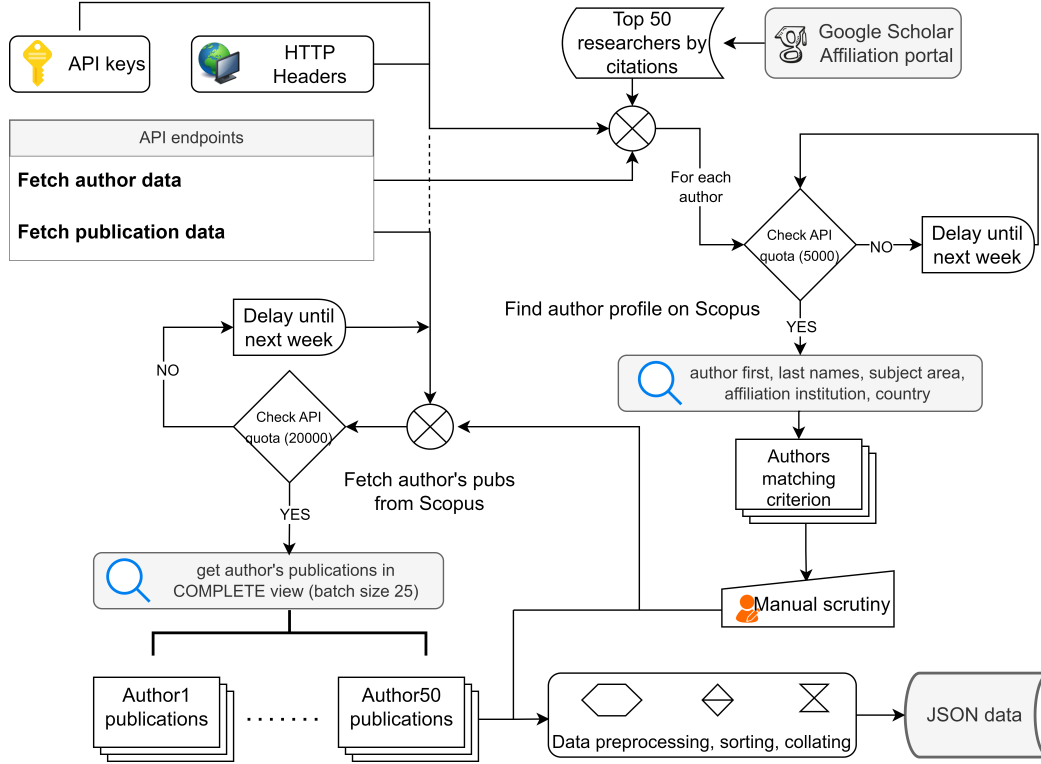 API keys
HTTP
Headers
Top 50
researchers by
citations
Google Scholar
Affiliation portal
API endpoints
Fetch author data
Fetch publication data
For each
author
Check API
quota (5000)
NO
Delay until
next week
YES
Find author profile on Scopus
author first, last names, subject area,
affiliation institution, country
Authors
matching
criterion
Manual scrutiny
Delay until
next week
NO
Check API
quota (20000)
YES
Fetch author's pubs
from Scopus
get author's publications in
COMPLETE view (batch size 25)
Author1
publications
.......
Author50
publications
Data preprocessing, sorting, collating
JSON data